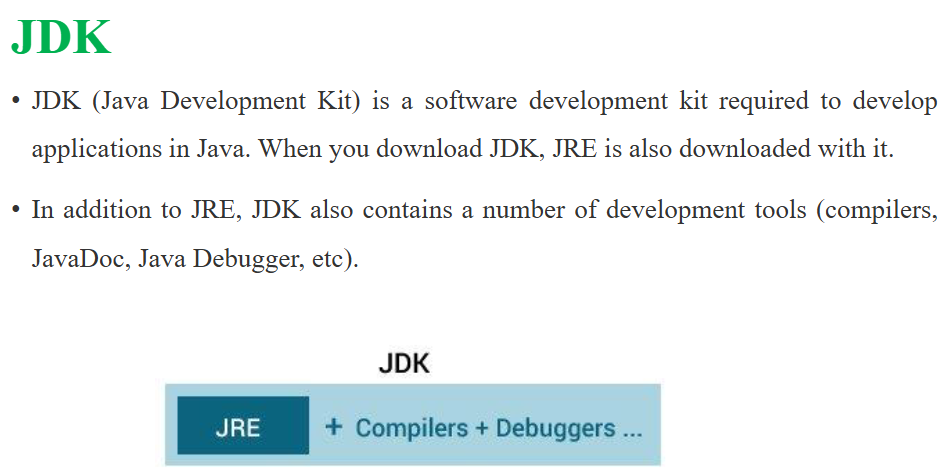 JDK
• JDK (Java Development Kit) is a software development kit required to develop
applications in Java. When you download JDK, JRE is also downloaded with it.
• In addition to JRE, JDK also contains a number of development tools (compilers,
JavaDoc, Java Debugger, etc).
JDK
JRE + Compilers + Debuggers ...